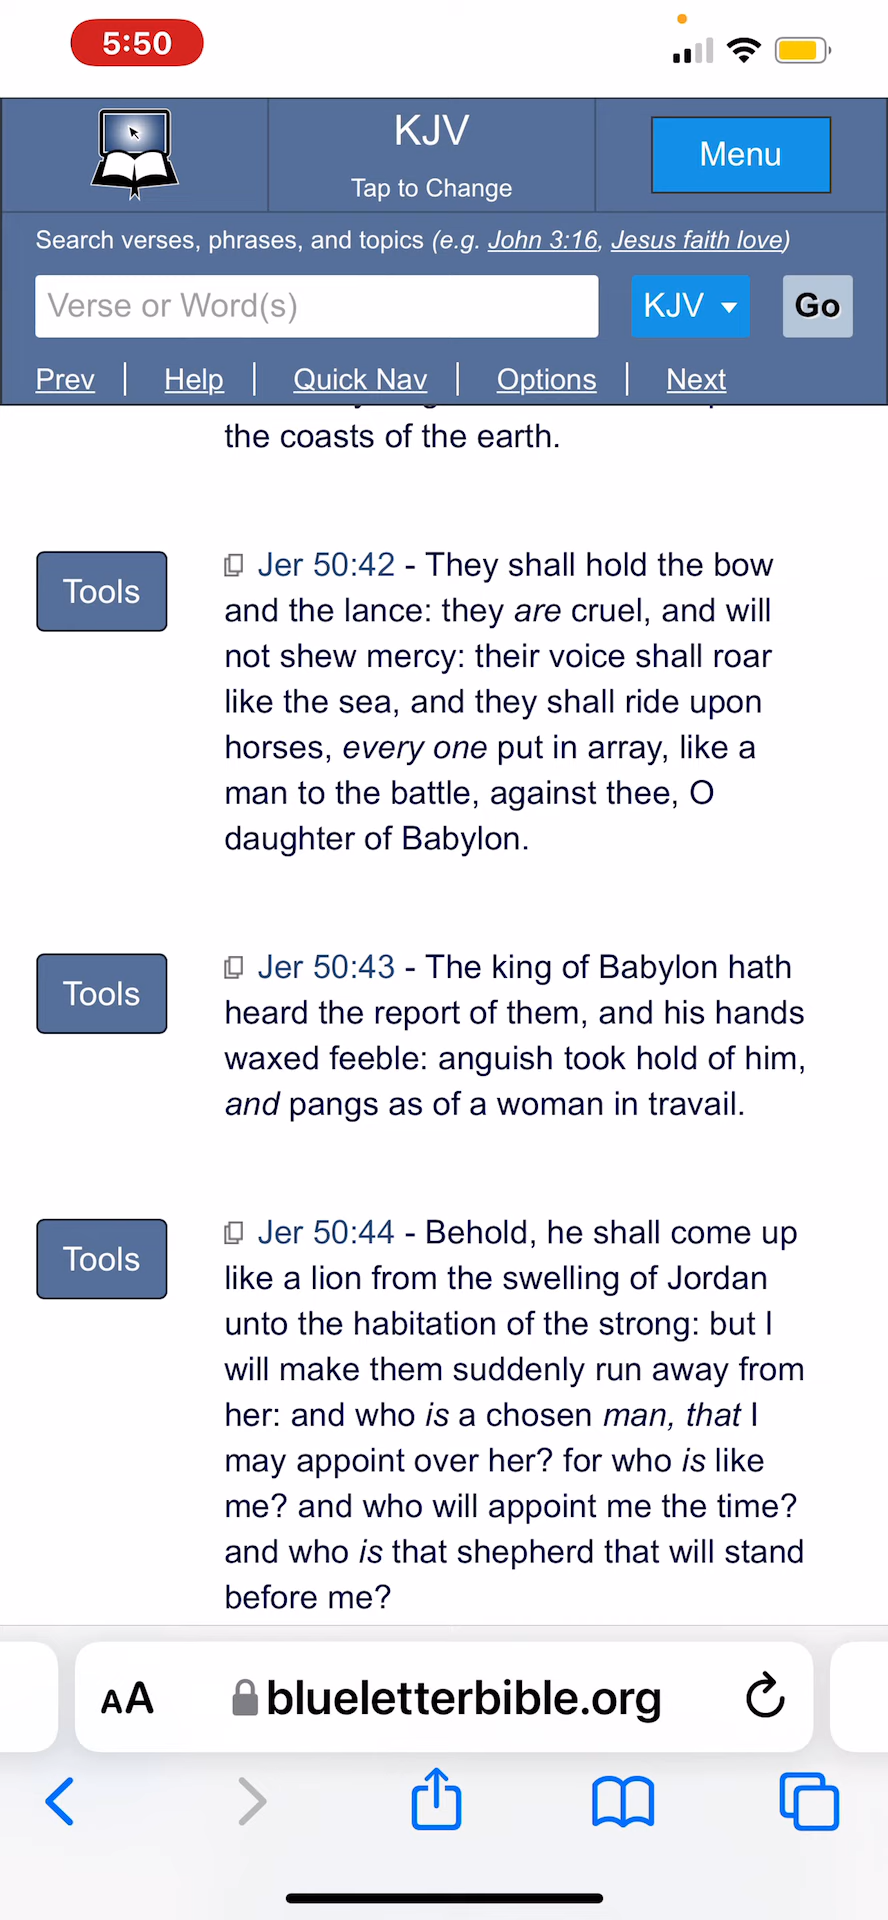 5:50
KJV
Tap to Change
Menu
Search verses, phrases, and topics (e.g. John 3:16, Jesus faith love)
Verse or Word(s)
KJV
Go
Prev | Help | Quick Nav | Options | Next
the coasts of the earth.
Tools
Jer 50:42 - They shall hold the bow
and the lance: they are cruel, and will
not shew mercy: their voice shall roar
like the sea, and they shall ride upon
horses, every one put in array, like a
man to the battle, against thee, O
daughter of Babylon.
Tools
Jer 50:43 - The king of Babylon hath
heard the report of them, and his hands
waxed feeble: anguish took hold of him,
and pangs as of a woman in travail.
Tools
Jer 50:44 - Behold, he shall come up
like a lion from the swelling of Jordan
unto the habitation of the strong: but I
will make them suddenly run away from
her: and who is a chosen man, that I
may appoint over her? for who is like
me? and who will appoint me the time?
and who is that shepherd that will stand
before me?
AA
blueletterbible.org